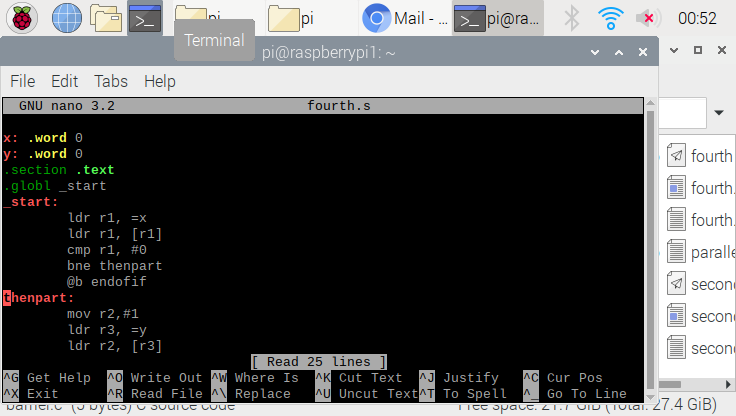 pi
pi
Mail - ...
pi@ra...
00:52
Terminal
pi@raspberrypi1: ~
File Edit Tabs Help
GNU nano 3.2 fourth.s
x: .word 0
y: .word 0
.section .text
.globl _start
_start:
ldr r1, =x
ldr r1, [r1]
cmp r1, #0
bne thenpart
@b endofif
thenpart:
mov r2,#1
ldr r3, =y
ldr r2, [r3]
[ Read 25 lines ]
^G Get Help ^O Write Out ^W Where Is ^K Cut Text ^J Justify ^C Cur Pos
^X Exit ^R Read File ^\ Replace ^U Uncut Text ^T To Spell ^_ Go To Line
fourth
fourth.
fourth.
paralle
secon
secon
secon
barrier.c" (5 bytes) C source code
Free space: 21.7 GiB (Total: 27.4 GiB)